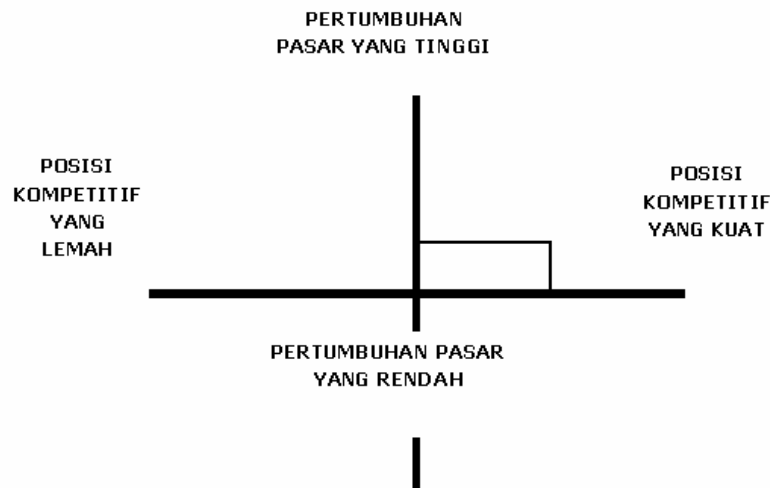 PERTUMBUHAN
PASAR YANG TINGGI
POSISI
KOMPETITIF
YANG
LEMAH
POSISI
KOMPETITIF
YANG KUAT
PERTUMBUHAN PASAR
YANG RENDAH